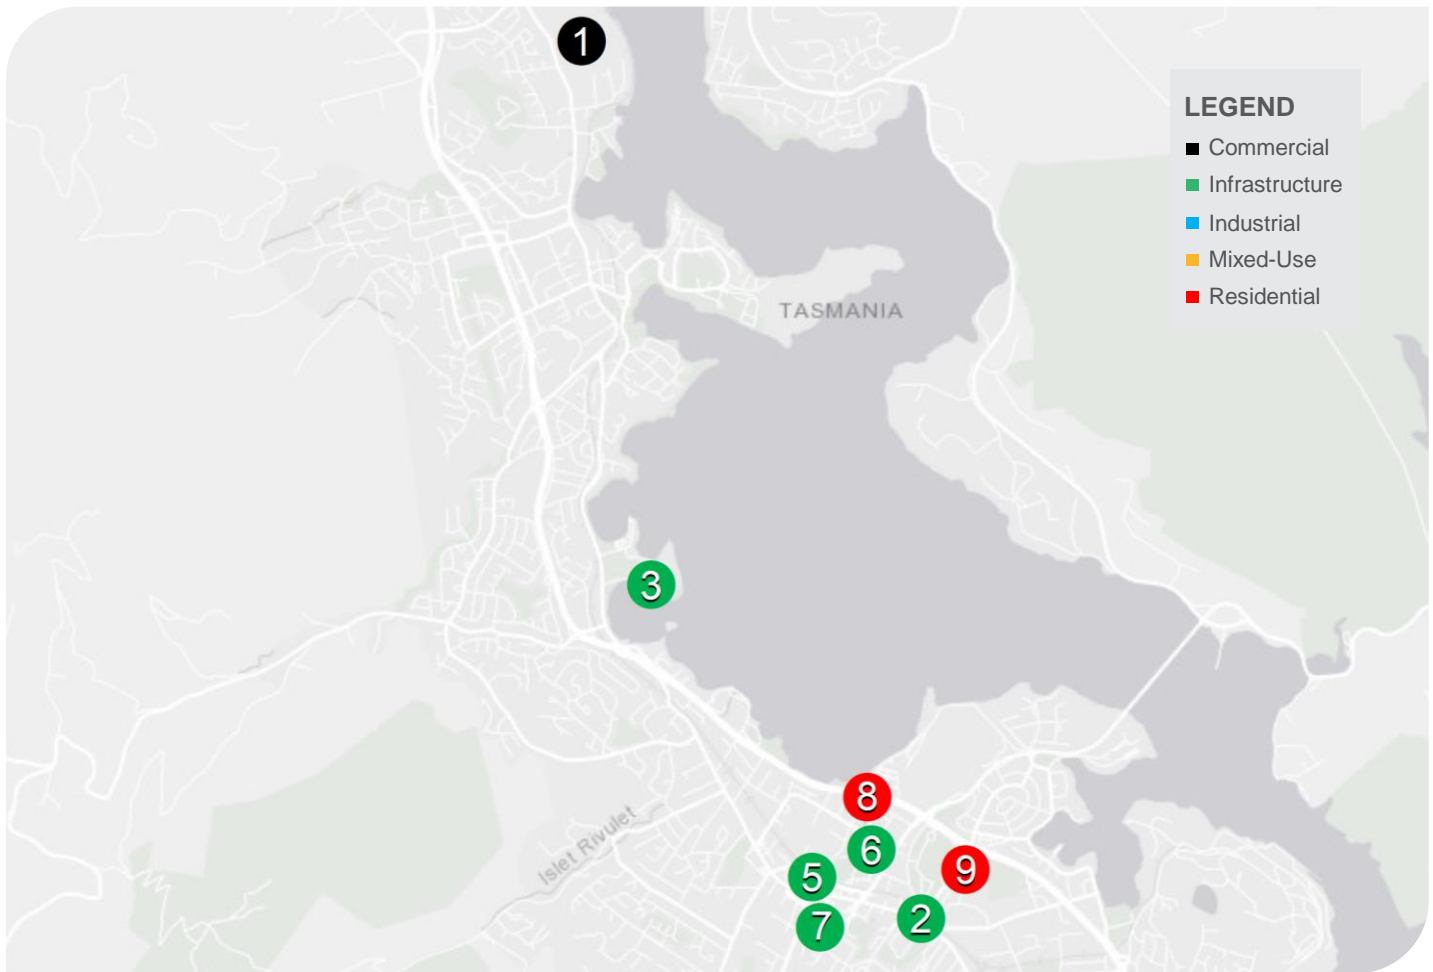 1
LEGEND
Commercial
Infrastructure
Industrial
Mixed-Use
Residential
TASMANIA
3
8
Islet Rivulet
6
5
9
2
7